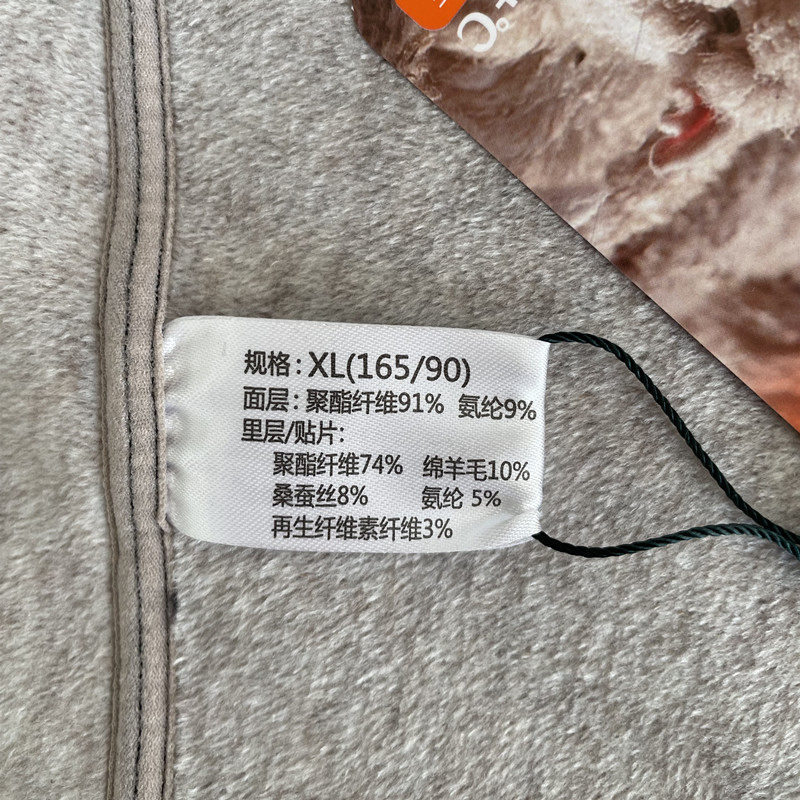 规格:XL(165/90)
面层:聚酯纤维91% 氨纶9%
里层/贴片:
聚酯纤维74% 绵羊毛10%
桑蚕丝8% 氨纶 5%
再生纤维素纤维3%